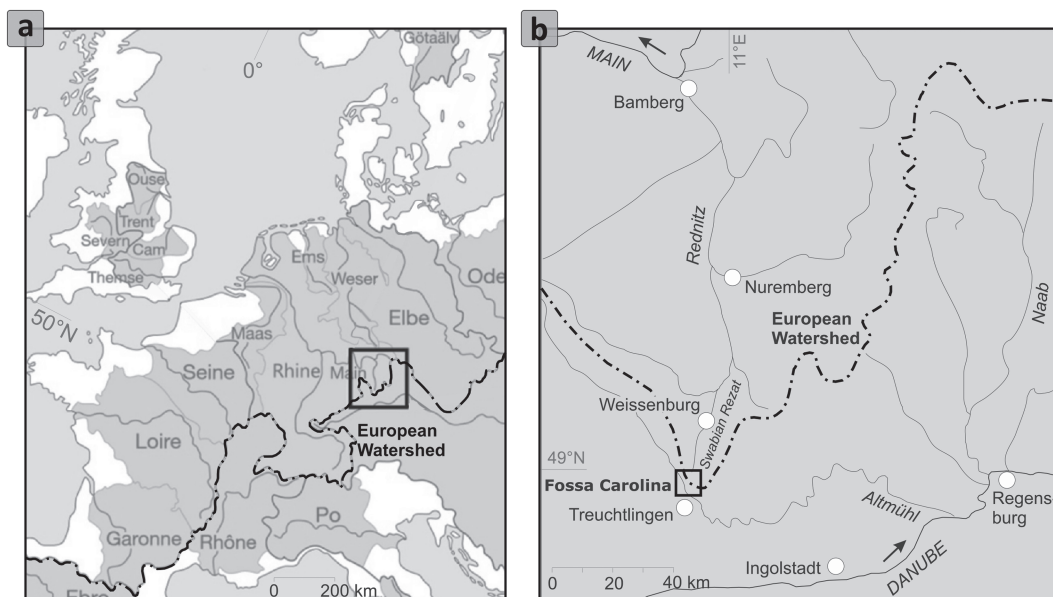 a
Götaälv
0°
Ouse
Trent
Severn
Cam
Themse
50°N
Ems
Weser
Ode
Elbe
Maas
Seine
Rhine
Main
Loire
European
Watershed
Po
Garonne
Rhône
Ebro
0
200 km
b
MAIN
11°E
Bamberg
Rednitz
Nuremberg
European
Watershed
Naab
Weissenburg
Swabian Rezat
49°N
Fossa Carolina
Treuchtlingen
Altmühl
Regens-
burg
Ingolstadt
DANUBE
0
20
40 km